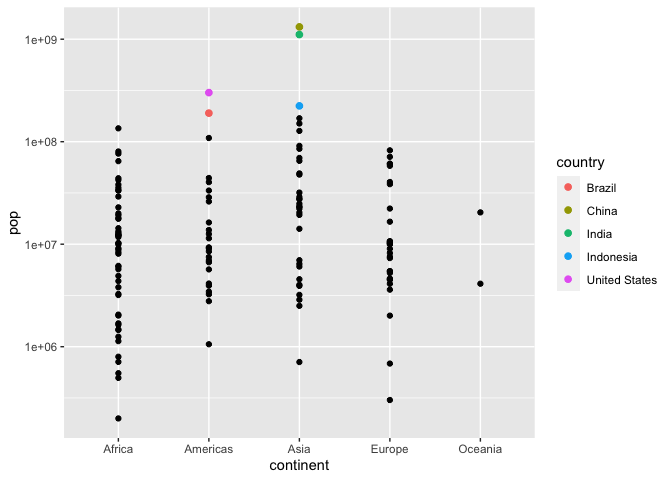 1e+09
1e+08
1e+07
1e+06
pop
Africa Americas Asia Europe Oceania
continent
country
Brazil
China
India
Indonesia
United States